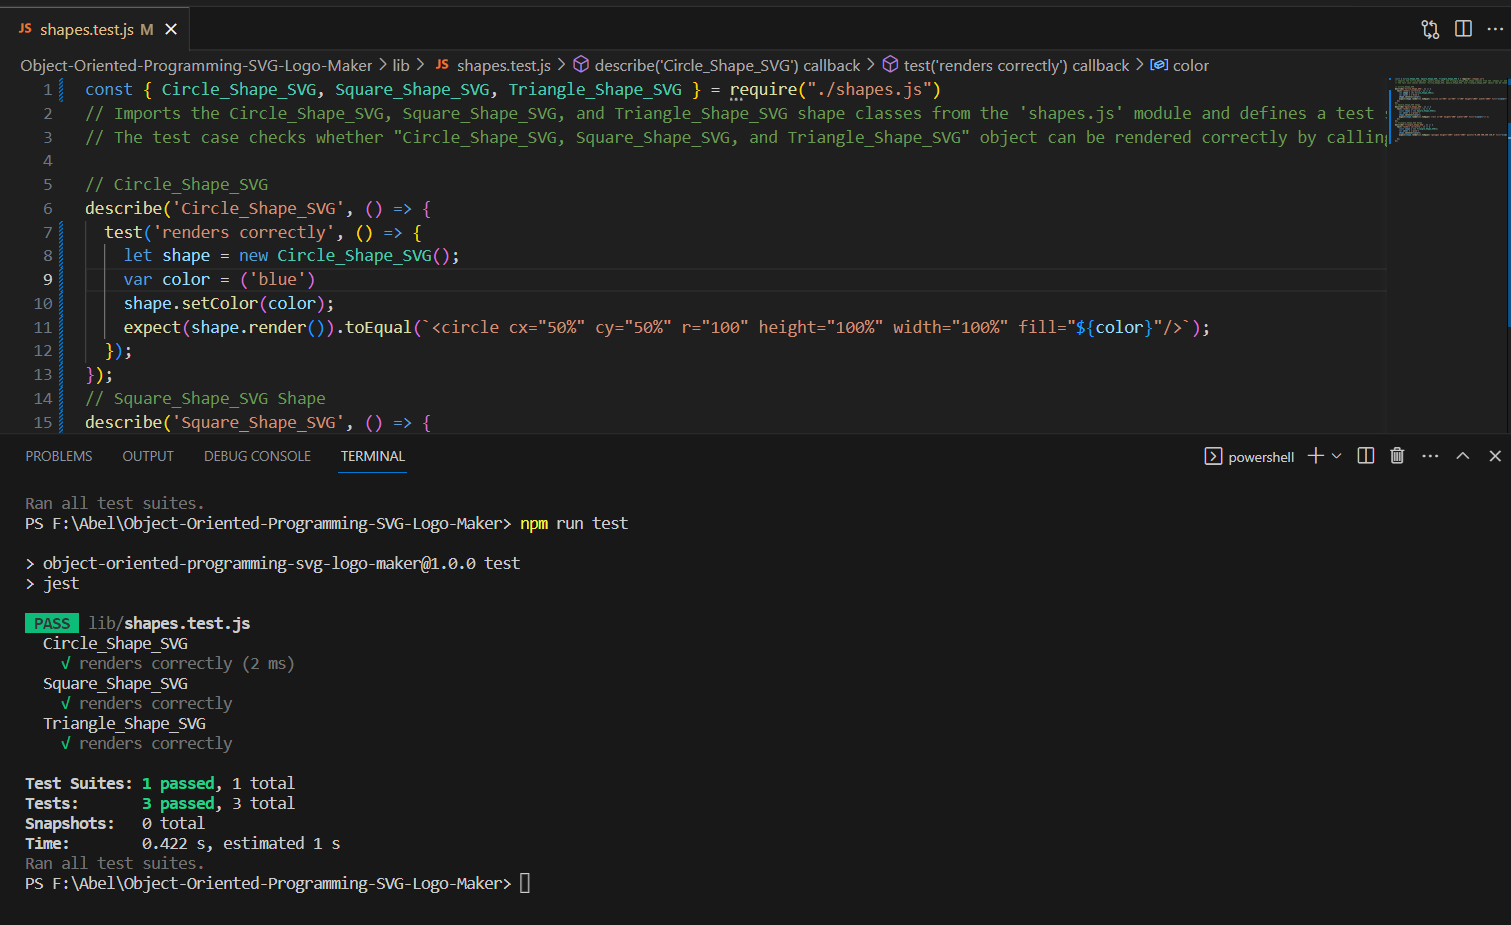 JS shapes.test.js M
Object-Oriented-Programming-SVG-Logo-Maker > lib > JS shapes.test.js > describe('Circle_Shape_SVG') callback > test('renders correctly') callback > color
1 const { Circle_Shape_SVG, Square_Shape_SVG, Triangle_Shape_SVG } = require("./shapes.js")
2 // Imports the Circle_Shape_SVG, Square_Shape_SVG, and Triangle_Shape_SVG shape classes from the 'shapes.js' module and defines a test
3 // The test case checks whether "Circle_Shape_SVG, Square_Shape_SVG, and Triangle_Shape_SVG" object can be rendered correctly by calling
4
5 // Circle_Shape_SVG
6 describe('Circle_Shape_SVG', () => {
7 test('renders correctly', () => {
8 let shape = new Circle_Shape_SVG();
9 var color = ('blue')
10 shape.setColor(color);
11 expect(shape.render()).toEqual(`<circle cx="50%" cy="50%" r="100" height="100%" width="100%" fill="${color}"/>`);
12 });
13 });
14 // Square_Shape_SVG Shape
15 describe('Square_Shape_SVG', () => {
PROBLEMS OUTPUT DEBUG CONSOLE TERMINAL powershell
Ran all test suites.
PS F:\Abel\Object-Oriented-Programming-SVG-Logo-Maker> npm run test
> object-oriented-programming-svg-logo-maker@1.0.0 test
> jest
PASS lib/shapes.test.js
Circle_Shape_SVG
√ renders correctly (2 ms)
Square_Shape_SVG
√ renders correctly
Triangle_Shape_SVG
√ renders correctly
Test Suites: 1 passed, 1 total
Tests: 3 passed, 3 total
Snapshots: 0 total
Time: 0.422 s, estimated 1 s
Ran all test suites.
PS F:\Abel\Object-Oriented-Programming-SVG-Logo-Maker>